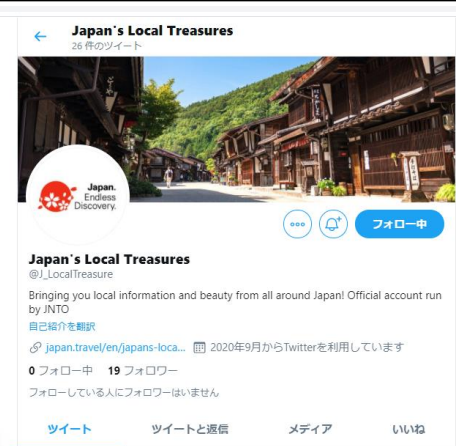 Japan's Local Treasures
26 件のツイート
Japan.
Endless
Discovery.
フォロー中
Japan's Local Treasures
@J_LocalTreasure
Bringing you local information and beauty from all around Japan! Official account run
by JNTO
自己紹介を翻訳
japan.travel/en/japans-loca... 2020年9月からTwitterを利用しています
0 フォロー中 19 フォロワー
フォローしている人にフォロワーはいません
ツイート ツイートと返信 メディア いいね